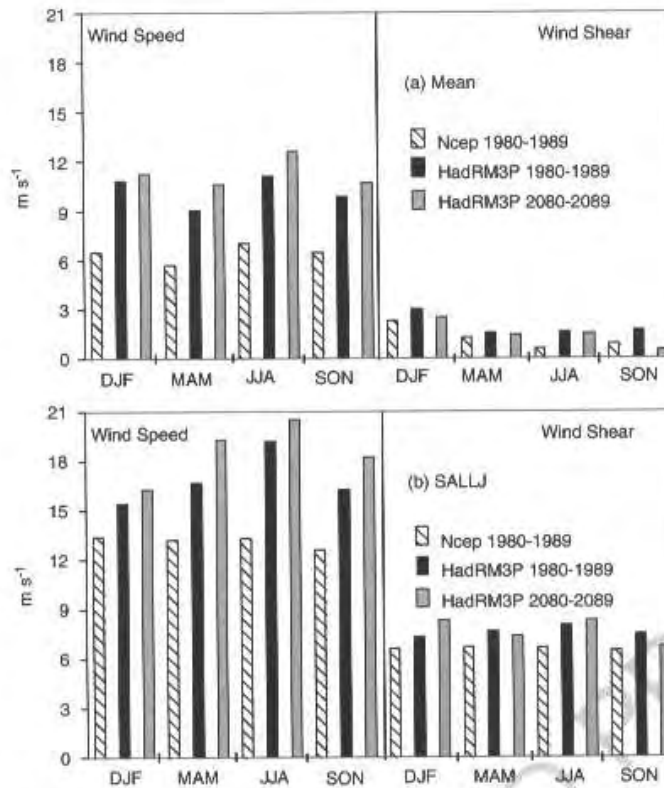 21
Wind Speed
Wind Shear
18
(a) Mean
15
Ncep 1980-1989
12
HadRM3P 1980-1989
HadRM3P 2080-2089
9
m s⁻¹
6
3
0
DJF MAM JJA SON DJF MAM JJA SON
21
Wind Speed
Wind Shear
18
(b) SALLJ
15
Ncep 1980-1989
12
HadRM3P 1980-1989
HadRM3P 2080-2089
9
m s⁻¹
6
3
0
DJF MAM JJA SON DJF MAM JJA SON